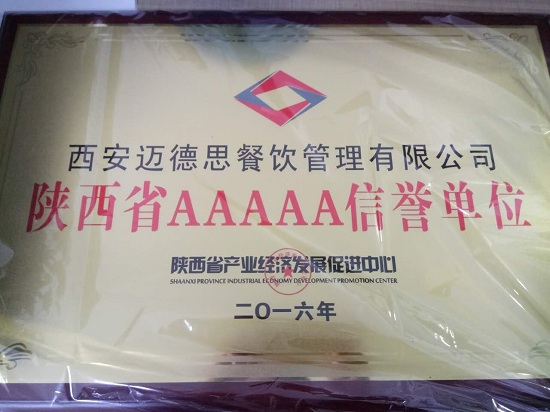 西安迈德思餐饮管理有限公司
陕西省AAAAA信誉单位
陕西省产业经济发展促进中心
SHAANXI PROVINCE INDUSTRIAL ECONOMY DEVELOPMENT PROMOTION CENTER
二〇一六年